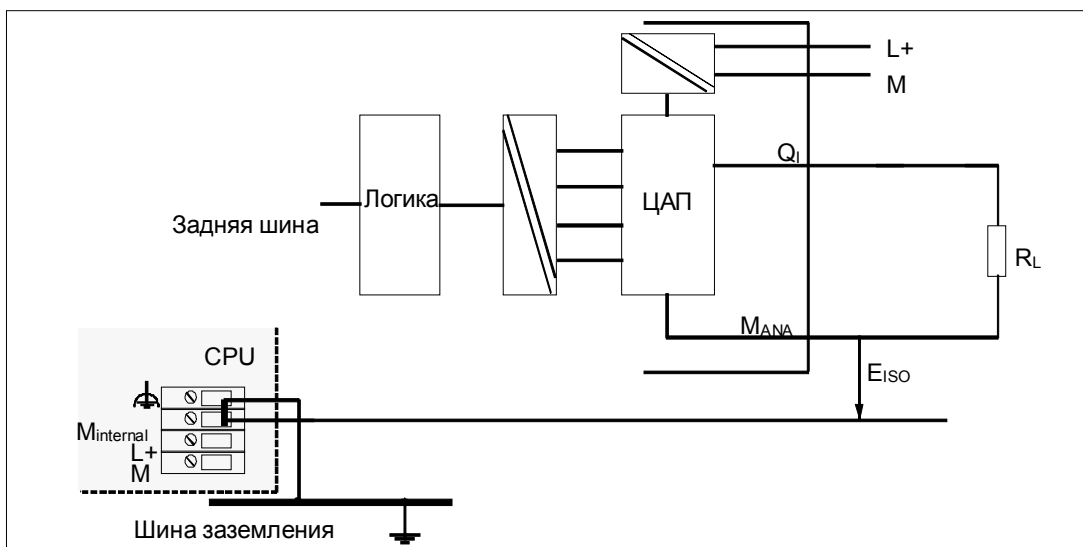 L+
M
Q_I
Логика
ЦАП
Задняя шина
R_L
M_ANA
CPU
E_ISO
M_internal
L+
M
Шина заземления